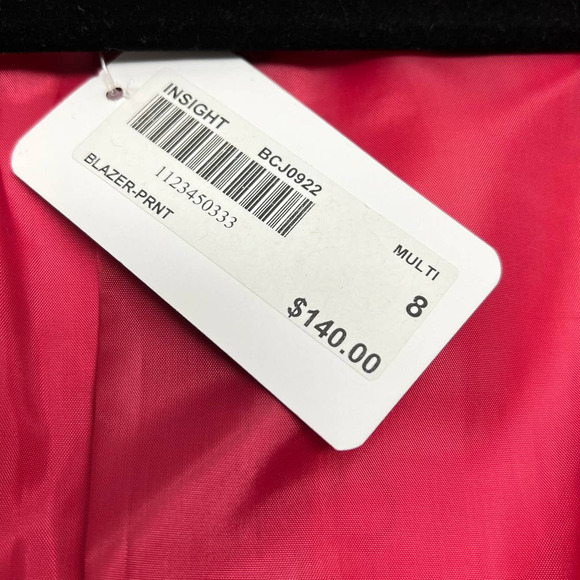 INSIGHT BCJ0922
1123450333
BLAZER-PRNT
MULTI
8
$140.00